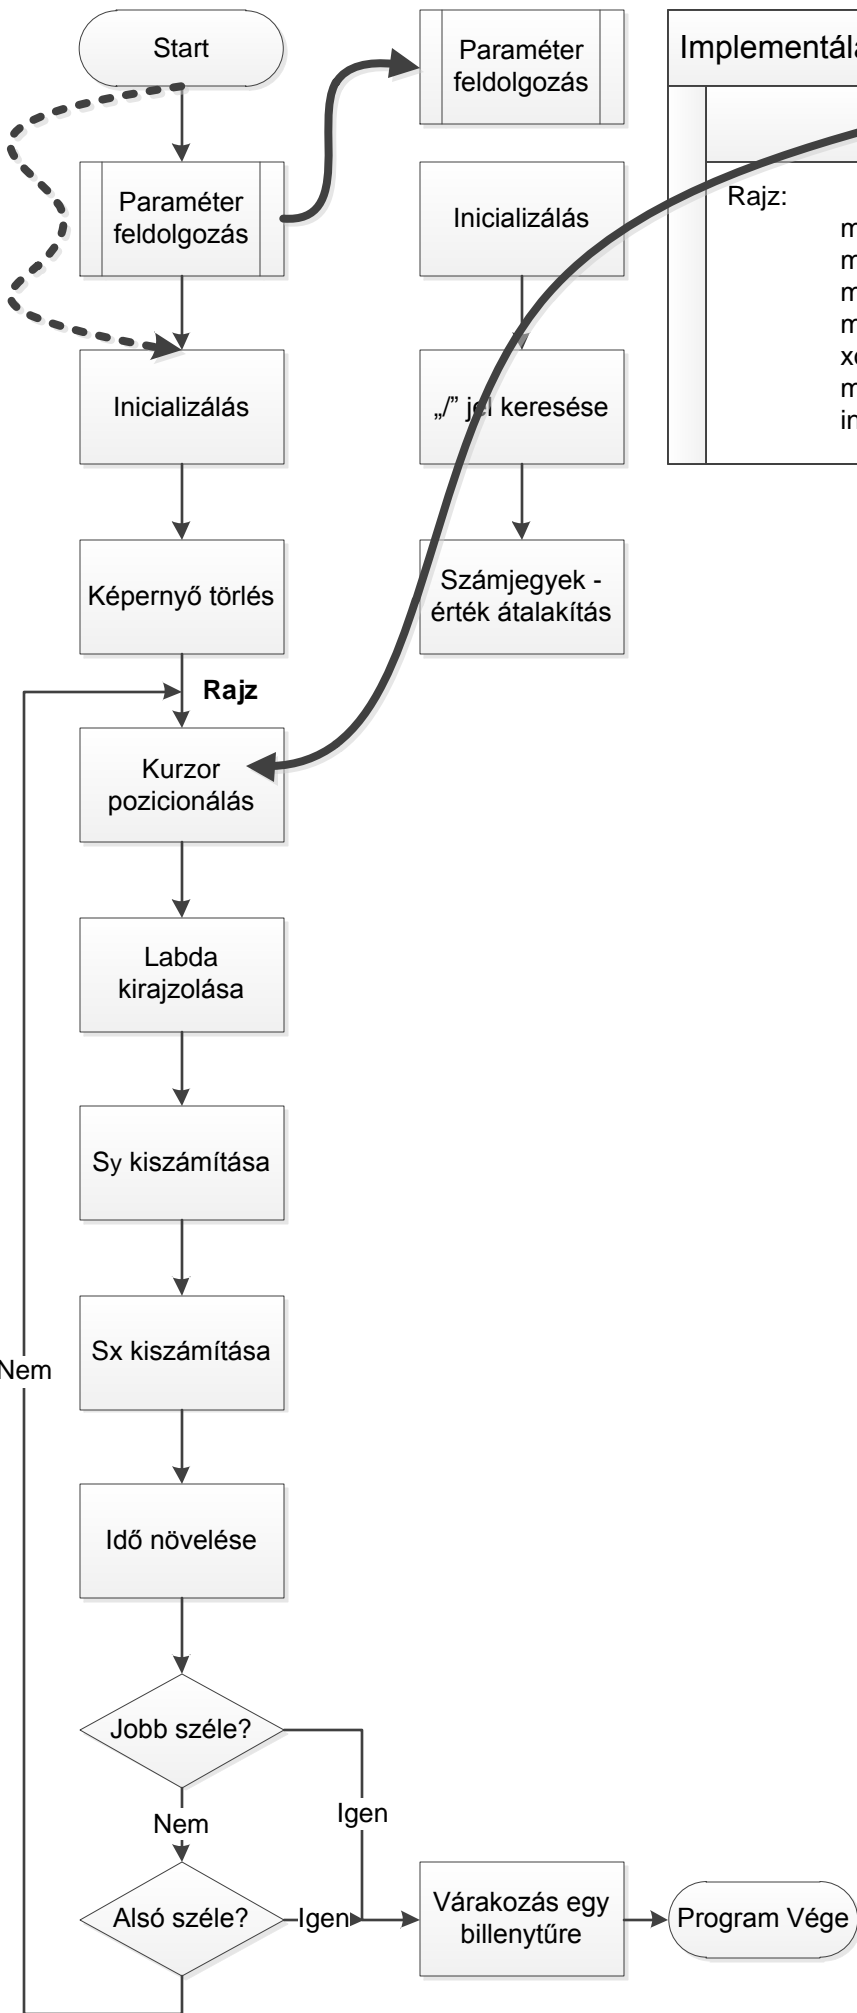 Start
Paraméter
feldolgozás
Inicializálás
Képernyő törlés
Rajz
Kurzor
pozicionálás
Labda
kirajzolása
Sy kiszámítása
Sx kiszámítása
Nem
Idő növelése
Jobb széle?
Nem
Igen
Alsó széle?
Igen
Várakozás egy
billenytűre
Program Vége
Paraméter
feldolgozás
Inicializálás
„/” jel keresése
Számjegyek -
érték átalakítás
Rajz: